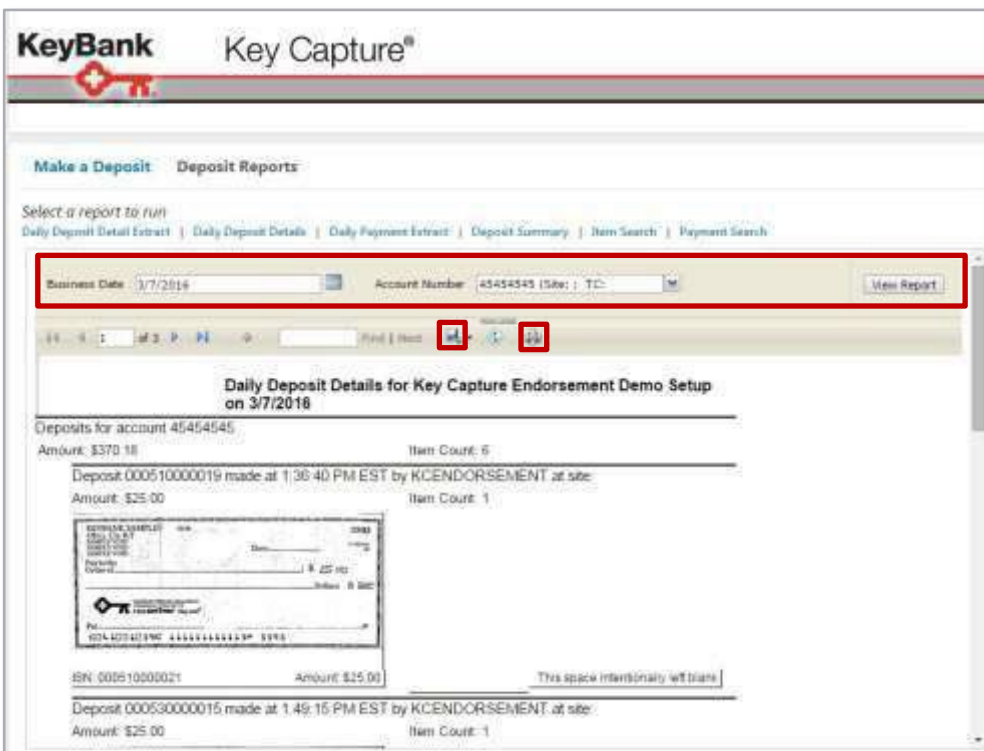 KeyBank Key Capture®
Make a Deposit Deposit Reports
Select a report to run
Daily Deposit Detail Extract | Daily Deposit Details | Daily Payment Extract | Deposit Summary | Item Search | Payment Search
Business Date 3/7/2016 Account Number 45454545 (Site: ; TC: View Report
1 of 3 Find | Next
Daily Deposit Details for Key Capture Endorsement Demo Setup
on 3/7/2016
Deposits for account 45454545
Amount: $370.18 Item Count: 6
Deposit 000510000019 made at 1:36:40 PM EST by KCENDORSEMENT at site:
Amount: $25.00 Item Count: 1
KEYBANK SAMPLES
Date
$
Dollars
ISN: 000510000021 Amount: $25.00 This space intentionally left blank
Deposit 000530000015 made at 1:49:15 PM EST by KCENDORSEMENT at site:
Amount: $25.00 Item Count: 1